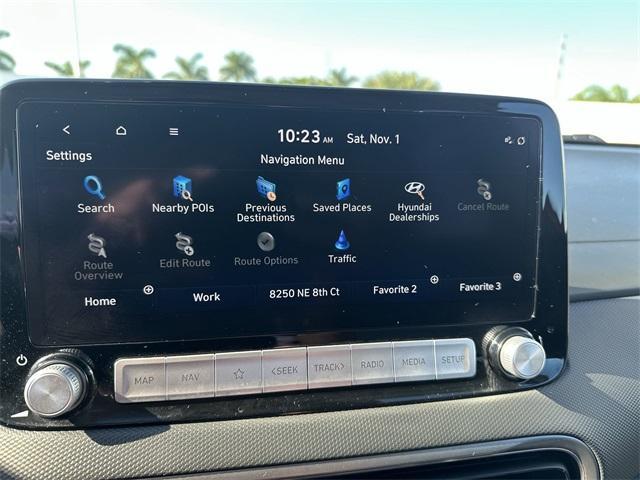 10:23 AM Sat, Nov. 1
Settings
Navigation Menu
Search
Nearby POIs
Previous
Destinations
Saved Places
Hyundai
Dealerships
Cancel Route
Route
Overview
Edit Route
Route Options
Traffic
Home
Work
8250 NE 8th Ct
Favorite 2
Favorite 3
MAP
NAV
<SEEK
TRACK>
RADIO
MEDIA
SETUP